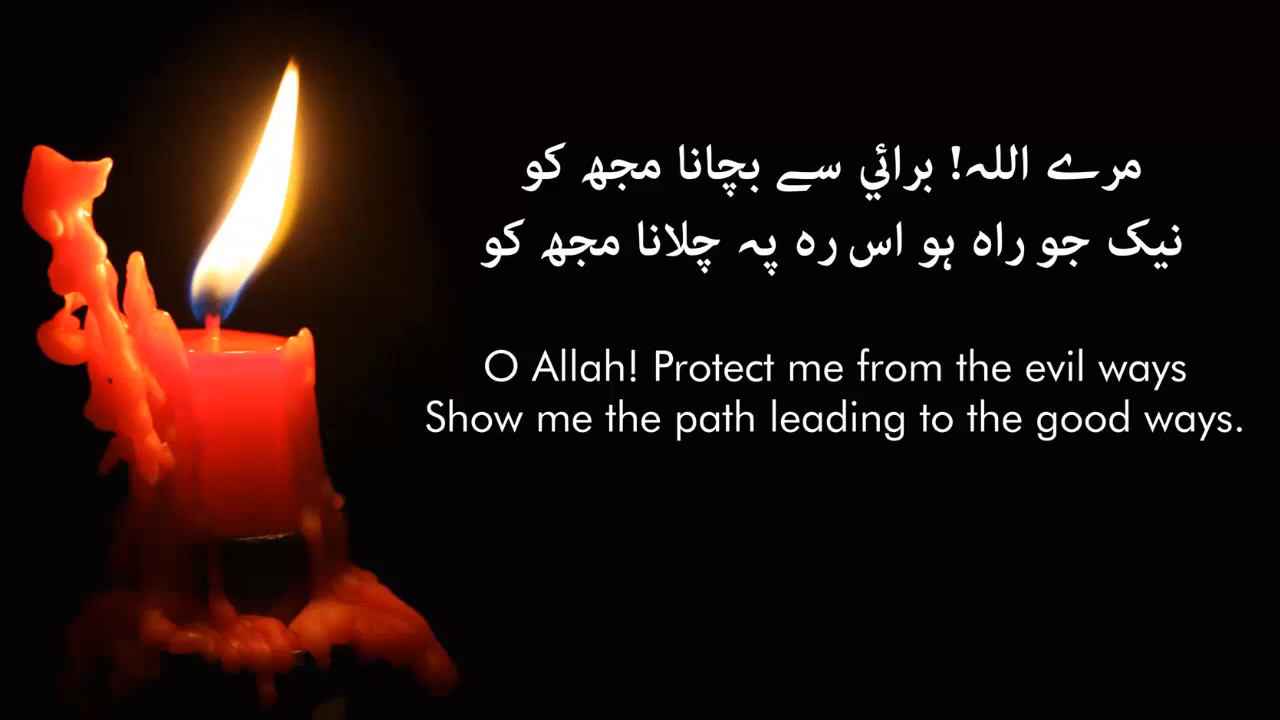 مرے اللہ! برائي سے بچانا مجھ کو
نیک جو راہ ہو اس رہ پہ چلانا مجھ کو
O Allah! Protect me from the evil ways
Show me the path leading to the good ways.